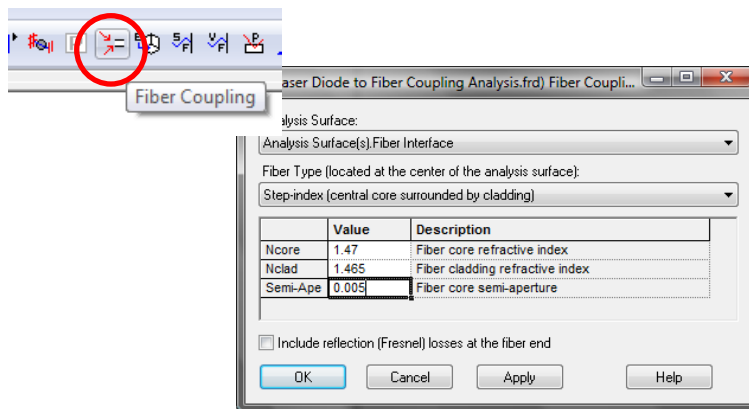 Fiber Coupling
aser Diode to Fiber Coupling Analysis.frd) Fiber Coupli...
alysis Surface:
Analysis Surface(s).Fiber Interface
Fiber Type (located at the center of the analysis surface):
Step-index (central core surrounded by cladding)
Value Description
Ncore 1.47 Fiber core refractive index
Nclad 1.465 Fiber cladding refractive index
Semi-Ape 0.005 Fiber core semi-aperture
Include reflection (Fresnel) losses at the fiber end
OK Cancel Apply Help